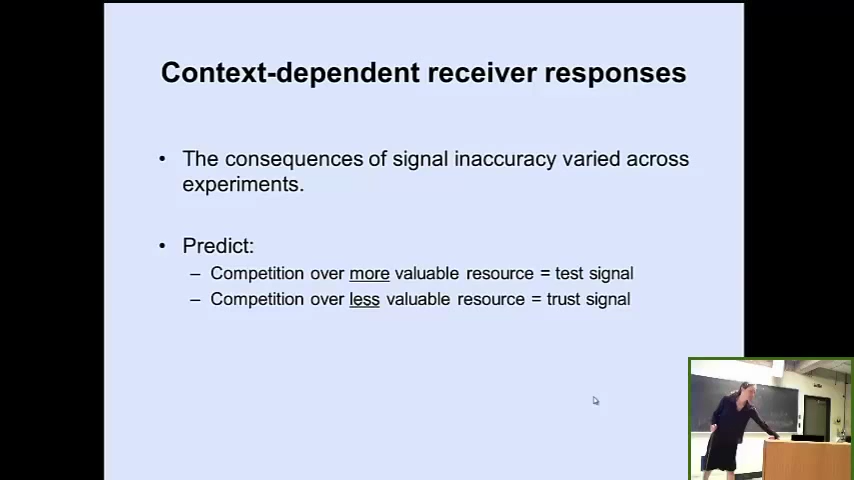 Context-dependent receiver responses
• The consequences of signal inaccuracy varied across
experiments.
• Predict:
– Competition over more valuable resource = test signal
– Competition over less valuable resource = trust signal